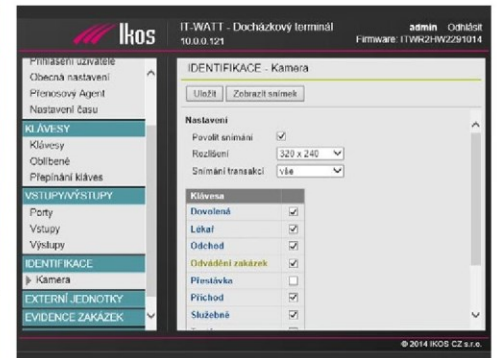 Ikos
IT-WATT - Docházkový terminál
10.0.0.121
admin Odhlásit
Firmware: ITWR2HW2291014
Přihlášení uživatele
Obecná nastavení
Přenosový Agent
Nastavení času
KLÁVESY
Klávesy
Oblíbené
Přepínání kláves
VSTUPY/VÝSTUPY
Porty
Vstupy
Výstupy
IDENTIFIKACE
Kamera
EXTERNÍ JEDNOTKY
EVIDENCE ZAKÁZEK
IDENTIFIKACE - Kamera
Uložit Zobrazit snímek
Nastavení
Povolit snímání
Rozlišení 320 x 240
Snímání transakcí vše
Klávesa
Dovolená
Lékař
Odchod
Odvádění zakázek
Přestávka
Příchod
Služebně
© 2014 IKOS CZ s.r.o.